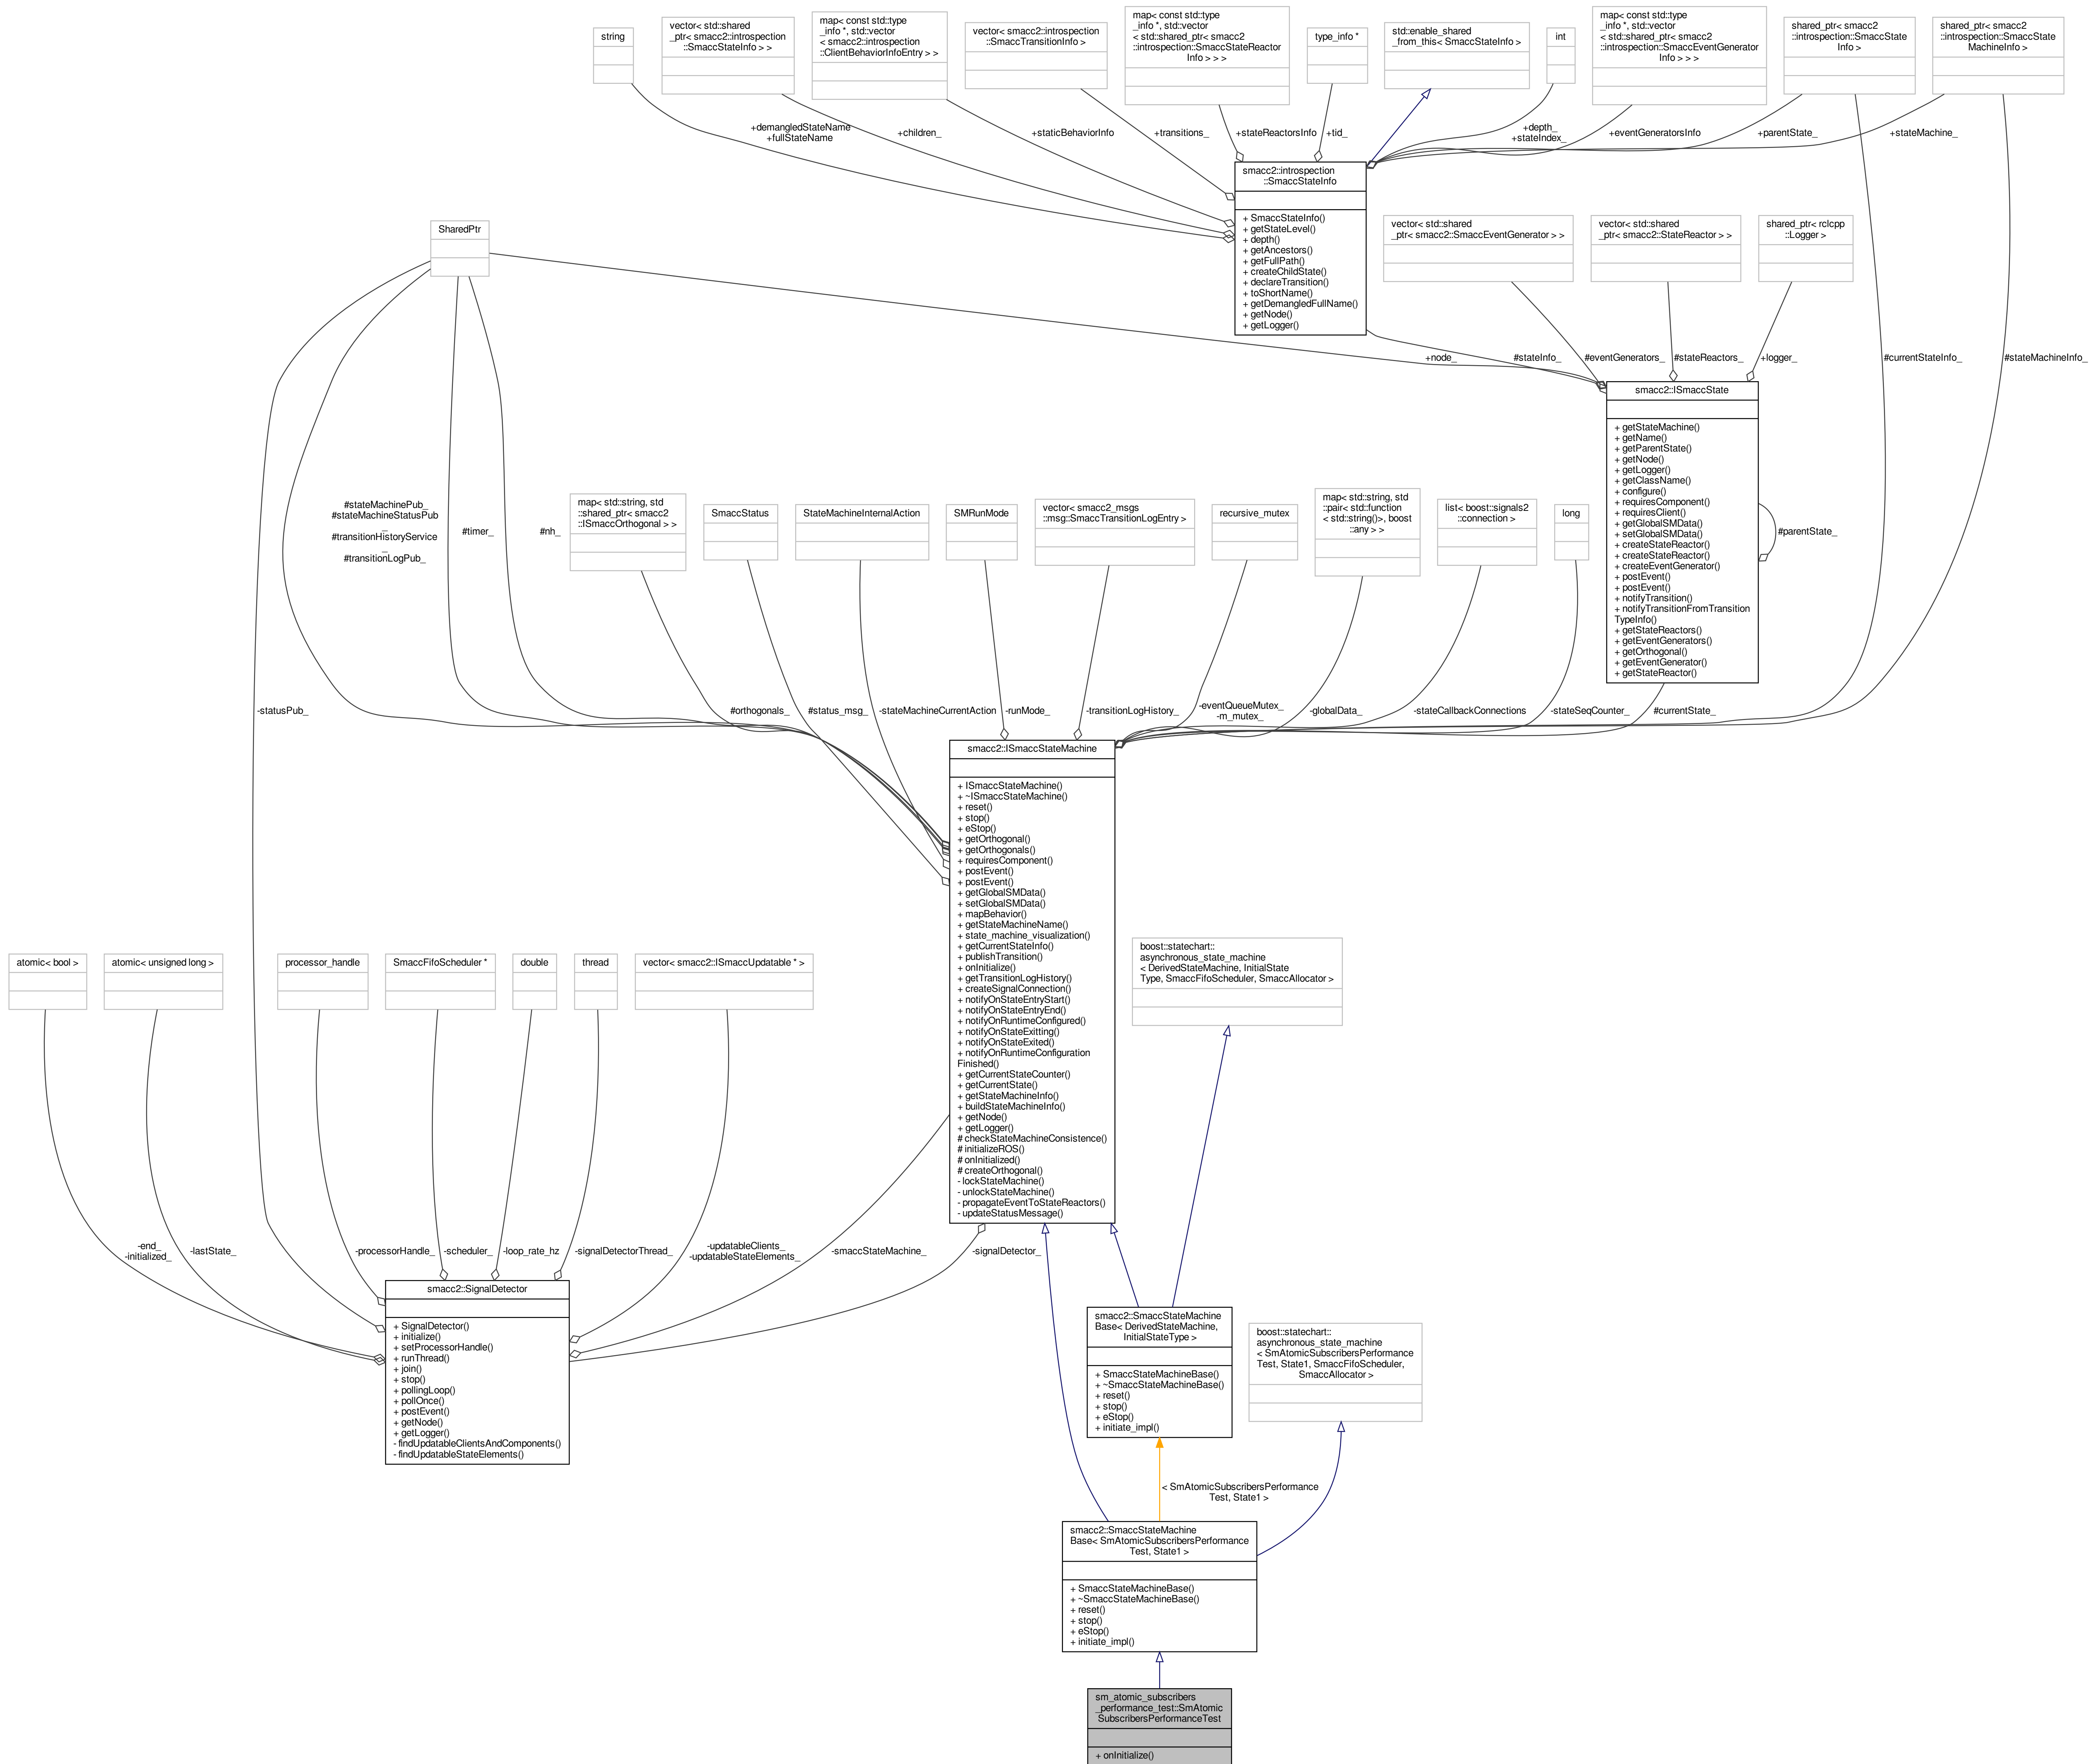 string
vector< std::shared
_ptr< smacc2::introspection
::SmaccStateInfo > >
map< const std::type
_info *, std::vector
< smacc2::introspection
::ClientBehaviorInfoEntry > >
vector< smacc2::introspection
::SmaccTransitionInfo >
map< const std::type
_info *, std::vector
< std::shared_ptr< smacc2
::introspection::SmaccStateReactor
Info > > >
type_info *
std::enable_shared
_from_this< SmaccStateInfo >
int
map< const std::type
_info *, std::vector
< std::shared_ptr< smacc2
::introspection::SmaccEventGenerator
Info > > >
shared_ptr< smacc2
::introspection::SmaccState
Info >
shared_ptr< smacc2
::introspection::SmaccState
MachineInfo >
+demangledStateName
+fullStateName
+children_
+staticBehaviorInfo
+transitions_
+stateReactorsInfo
+tid_
+depth_
+stateIndex_
+eventGeneratorsInfo
+parentState_
+stateMachine_
smacc2::introspection
::SmaccStateInfo
+ SmaccStateInfo()
+ getStateLevel()
+ depth()
+ getAncestors()
+ getFullPath()
+ createChildState()
+ declareTransition()
+ toShortName()
+ getDemangledFullName()
+ getNode()
+ getLogger()
SharedPtr
vector< std::shared
_ptr< smacc2::SmaccEventGenerator > >
vector< std::shared
_ptr< smacc2::StateReactor > >
shared_ptr< rclcpp
::Logger >
+node_
#stateInfo_
#eventGenerators_
#stateReactors_
+logger_
#currentStateInfo_
#stateMachineInfo_
smacc2::ISmaccState
+ getStateMachine()
+ getName()
+ getParentState()
+ getNode()
+ getLogger()
+ getClassName()
+ configure()
+ requiresComponent()
+ requiresClient()
+ getGlobalSMData()
+ setGlobalSMData()
+ createStateReactor()
+ createStateReactor()
+ createEventGenerator()
+ postEvent()
+ postEvent()
+ notifyTransition()
+ notifyTransitionFromTransition
TypeInfo()
+ getStateReactors()
+ getEventGenerators()
+ getOrthogonal()
+ getEventGenerator()
+ getStateReactor()
#parentState_
#stateMachinePub_
#stateMachineStatusPub
_
#transitionHistoryService
_
#transitionLogPub_
#timer_
#nh_
map< std::string, std
::shared_ptr< smacc2
::ISmaccOrthogonal > >
SmaccStatus
StateMachineInternalAction
SMRunMode
vector< smacc2_msgs
::msg::SmaccTransitionLogEntry >
recursive_mutex
map< std::string, std
::pair< std::function
< std::string()>, boost
::any > >
list< boost::signals2
::connection >
long
-statusPub_
#orthogonals_
#status_msg_
-stateMachineCurrentAction
-runMode_
-transitionLogHistory_
-eventQueueMutex_
-m_mutex_
-globalData_
-stateCallbackConnections
-stateSeqCounter_
#currentState_
smacc2::ISmaccStateMachine
+ ISmaccStateMachine()
+ ~ISmaccStateMachine()
+ reset()
+ stop()
+ eStop()
+ getOrthogonal()
+ getOrthogonals()
+ requiresComponent()
+ postEvent()
+ postEvent()
+ getGlobalSMData()
+ setGlobalSMData()
+ mapBehavior()
+ getStateMachineName()
+ state_machine_visualization()
+ getCurrentStateInfo()
+ publishTransition()
+ onInitialize()
+ getTransitionLogHistory()
+ createSignalConnection()
+ notifyOnStateEntryStart()
+ notifyOnStateEntryEnd()
+ notifyOnRuntimeConfigured()
+ notifyOnStateExitting()
+ notifyOnStateExited()
+ notifyOnRuntimeConfiguration
Finished()
+ getCurrentStateCounter()
+ getCurrentState()
+ getStateMachineInfo()
+ buildStateMachineInfo()
+ getNode()
+ getLogger()
# checkStateMachineConsistence()
# initializeROS()
# onInitialized()
# createOrthogonal()
- lockStateMachine()
- unlockStateMachine()
- propagateEventToStateReactors()
- updateStatusMessage()
atomic< bool >
atomic< unsigned long >
processor_handle
SmaccFifoScheduler *
double
thread
vector< smacc2::ISmaccUpdatable * >
boost::statechart::
asynchronous_state_machine
< DerivedStateMachine, InitialState
Type, SmaccFifoScheduler, SmaccAllocator >
-end_
-initialized_
-lastState_
-processorHandle_
-scheduler_
-loop_rate_hz
-signalDetectorThread_
-updatableClients_
-updatableStateElements_
-smaccStateMachine_
-signalDetector_
smacc2::SignalDetector
+ SignalDetector()
+ initialize()
+ setProcessorHandle()
+ runThread()
+ join()
+ stop()
+ pollingLoop()
+ pollOnce()
+ postEvent()
+ getNode()
+ getLogger()
- findUpdatableClientsAndComponents()
- findUpdatableStateElements()
smacc2::SmaccStateMachine
Base< DerivedStateMachine,
InitialStateType >
+ SmaccStateMachineBase()
+ ~SmaccStateMachineBase()
+ reset()
+ stop()
+ eStop()
+ initiate_impl()
boost::statechart::
asynchronous_state_machine
< SmAtomicSubscribersPerformance
Test, State1, SmaccFifoScheduler,
SmaccAllocator >
< SmAtomicSubscribersPerformance
Test, State1 >
smacc2::SmaccStateMachine
Base< SmAtomicSubscribersPerformance
Test, State1 >
+ SmaccStateMachineBase()
+ ~SmaccStateMachineBase()
+ reset()
+ stop()
+ eStop()
+ initiate_impl()
sm_atomic_subscribers
_performance_test::SmAtomic
SubscribersPerformanceTest
+ onInitialize()